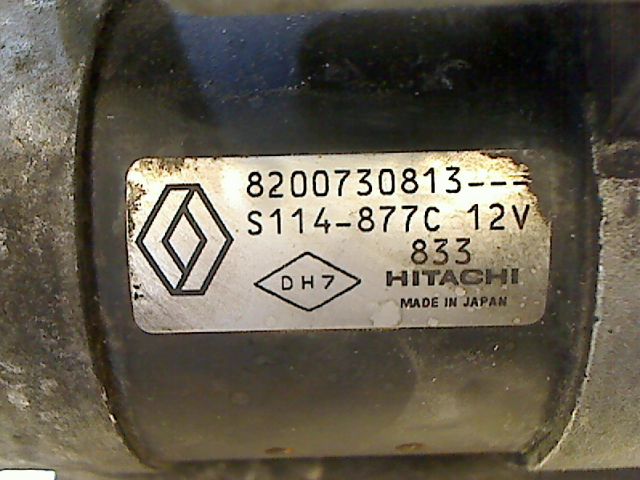 8200730813---
S114-877C 12V
833
DH7
HITACHI
MADE IN JAPAN